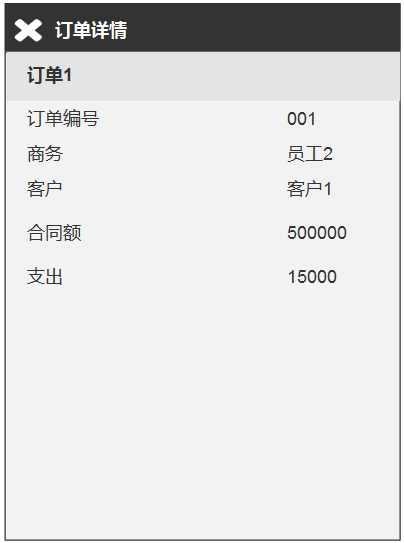 订单详情
订单1
订单编号 001
商务 员工2
客户 客户1
合同额 500000
支出 15000